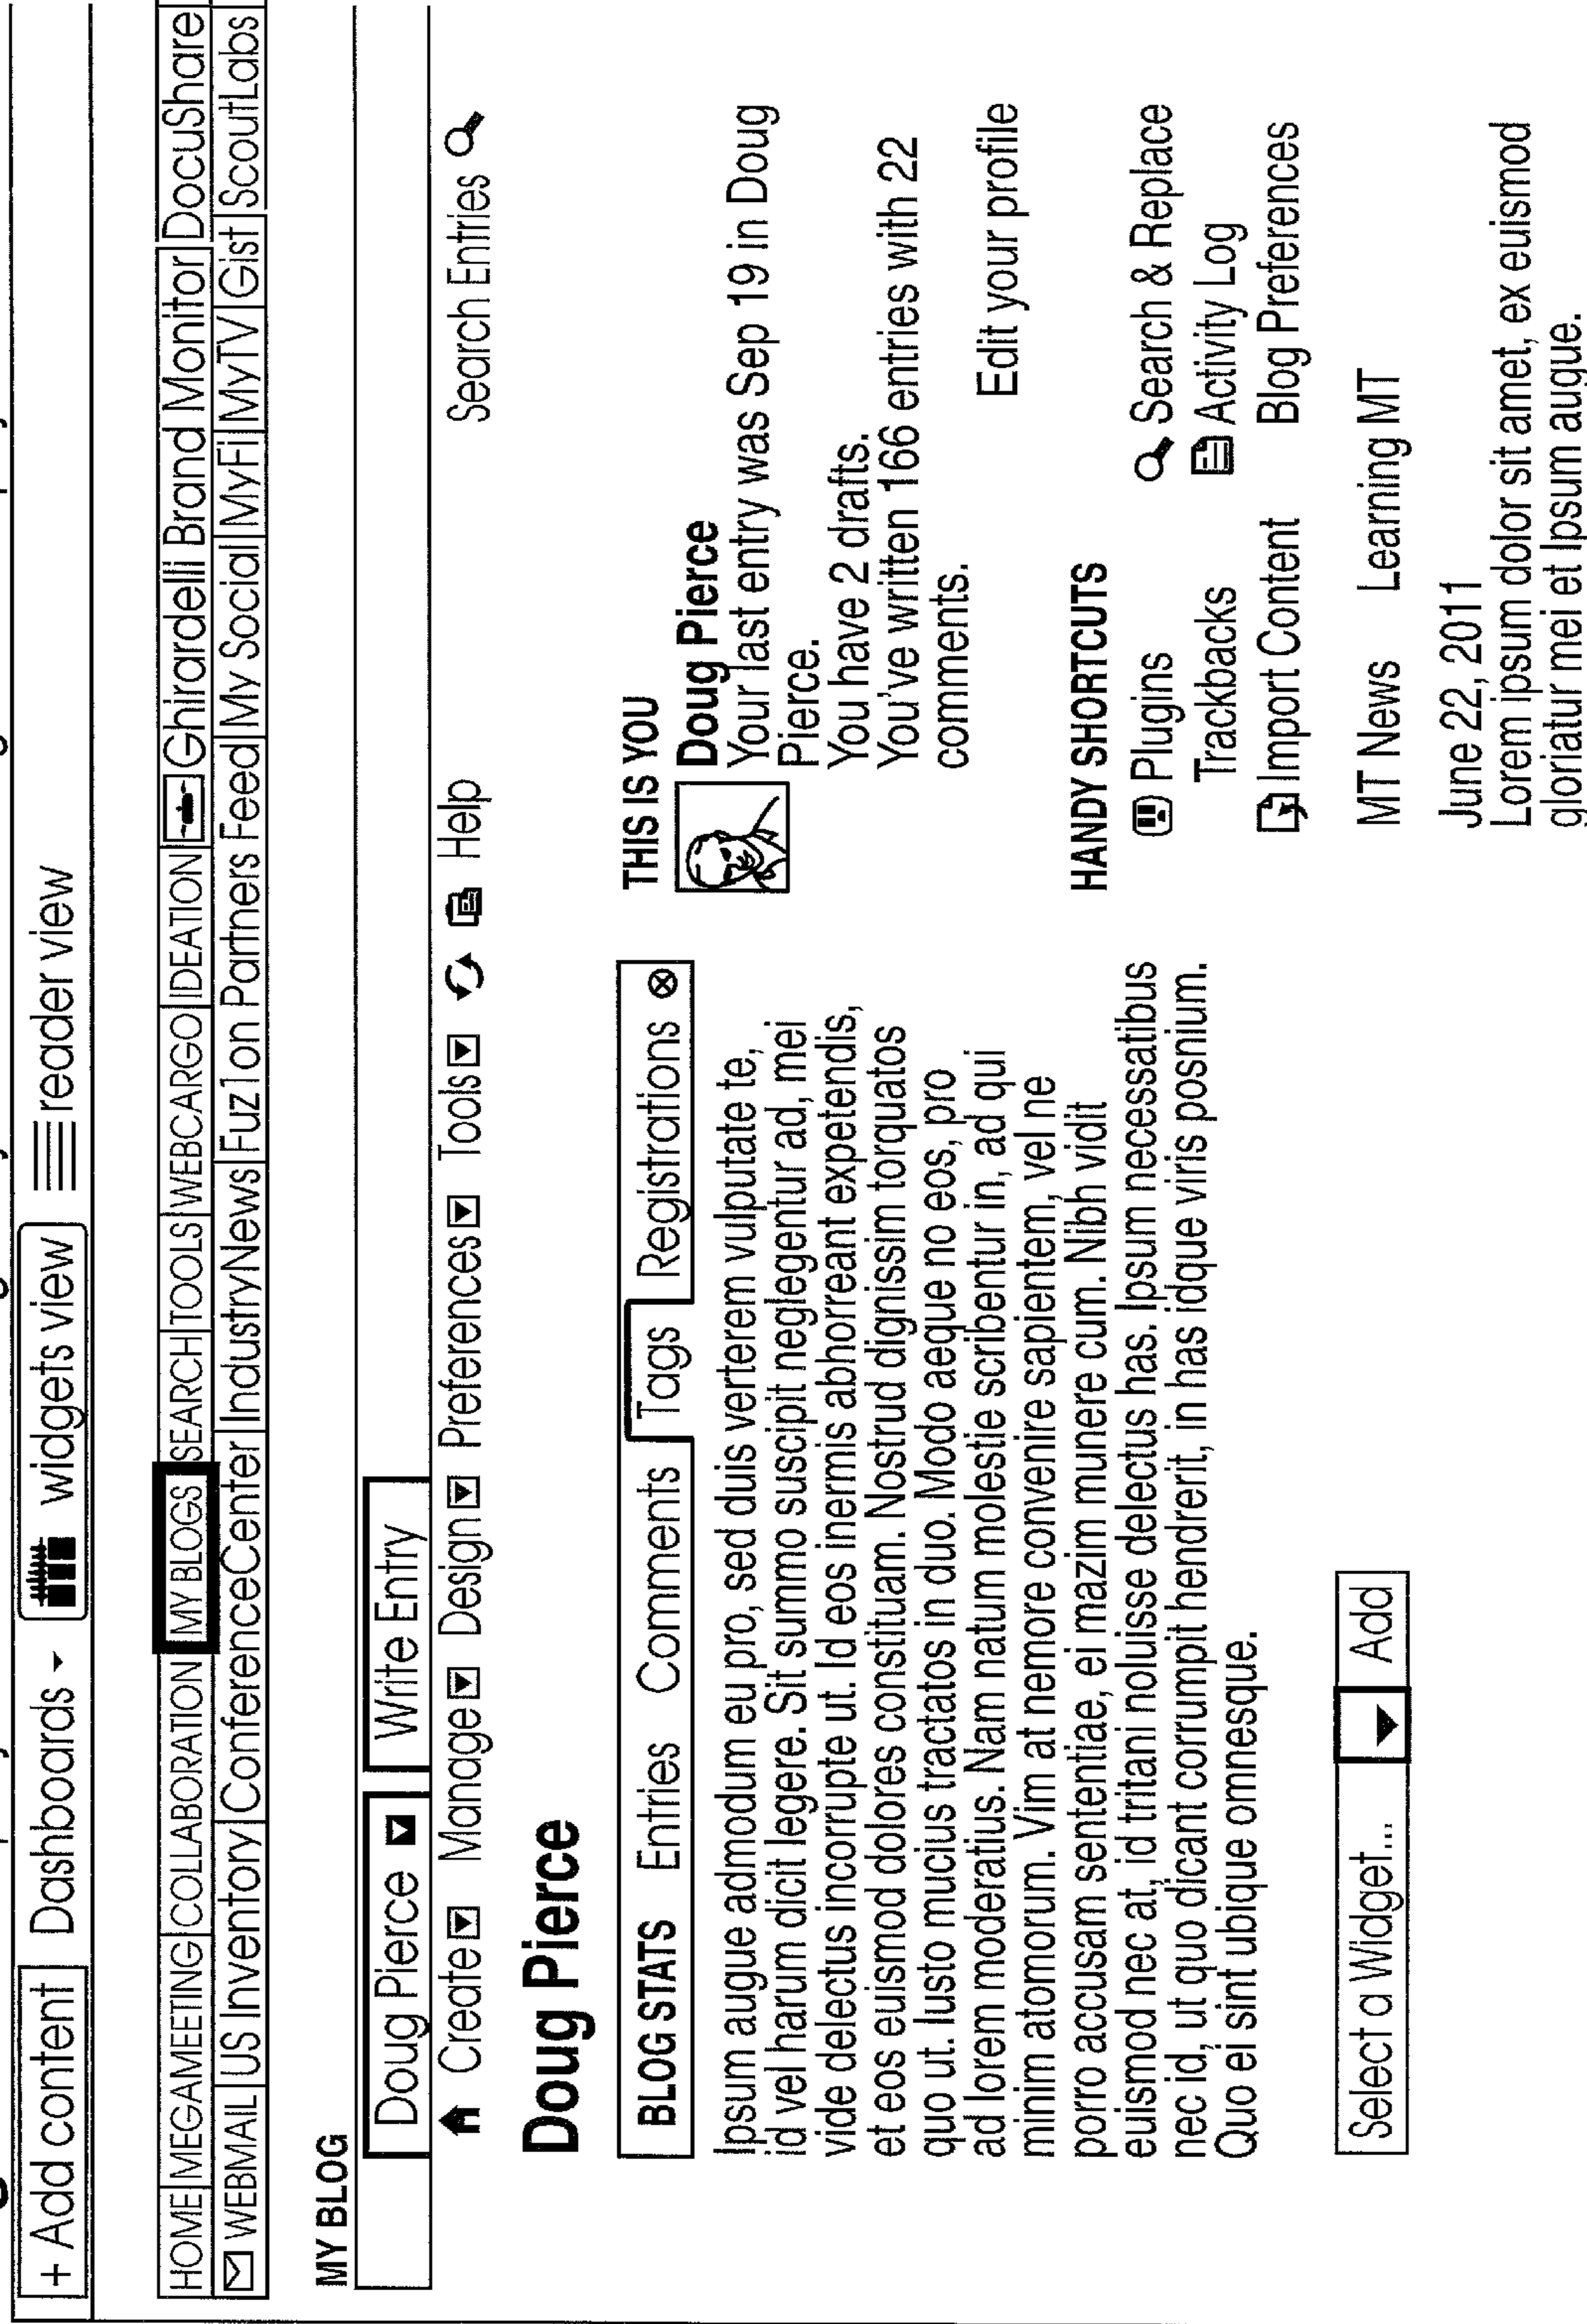 + Add content Dashboards widgets view reader view
HOME MEGAMEETING COLLABORATION MY BLOGS SEARCH TOOLS WEBCARGO IDEATION Ghirardelli Brand Monitor DocuShare
WEBMAIL US Inventory ConferenceCenter IndustryNews Fuz1on Partners Feed My Social MyFi MyTV Gist ScoutLabs
MY BLOG
Doug Pierce Write Entry
Create Manage Design Preferences Tools Help Search Entries
Doug Pierce
BLOG STATS Entries Comments Tags Registrations
Ipsum augue admodum eu pro, sed duis verterem vulputate te,
id vel harum dicit legere. Sit summo suscipit neglegentur ad, mei
vide delectus incorrupte ut. Id eos inermis abhorreant expetendis,
et eos euismod dolores constituam. Nostrud dignissim torquatos
quo ut. Iusto mucius tractatos in duo. Modo aeque no eos, pro
ad lorem moderatius. Nam natum molestie scribentur in, ad qui
minim atomorum. Vim at nemore convenire sapientem, vel ne
porro accusam sententiae, ei mazim munere cum. Nibh vidit
euismod nec at, id tritani noluisse delectus has. Ipsum necessatibus
nec id, ut quo dicant corrumpit hendrerit, in has idque viris posnium.
Quo ei sint ubique omnesque.
Select a Widget... Add
THIS IS YOU
Doug Pierce
Your last entry was Sep 19 in Doug
Pierce.
You have 2 drafts.
You've written 166 entries with 22
comments.
Edit your profile
HANDY SHORTCUTS
Plugins Search & Replace
Trackbacks Activity Log
Import Content Blog Preferences
MT News Learning MT
June 22, 2011
Lorem ipsum dolor sit amet, ex euismod
gloriatur mei et Ipsum augue.